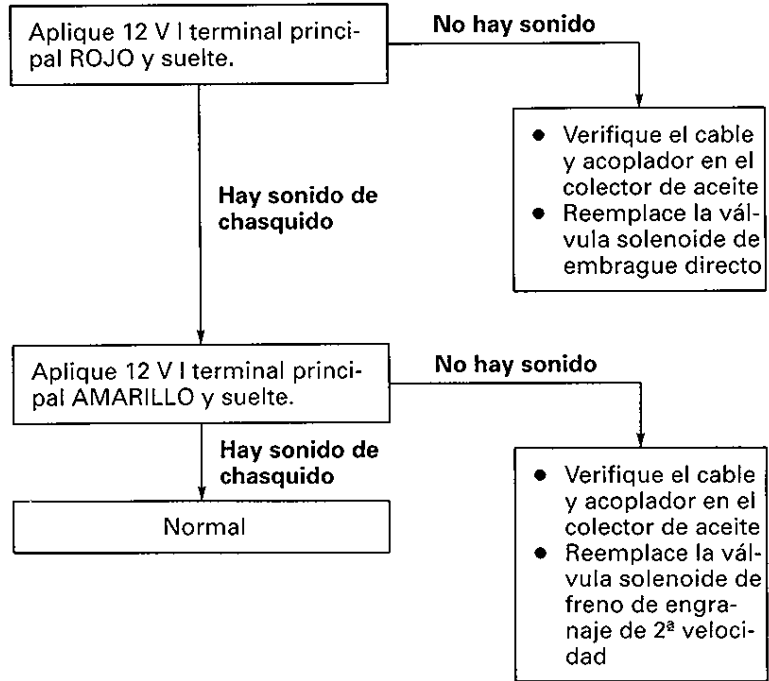 Aplique 12 V l terminal princi-
pal ROJO y suelte.
No hay sonido
● Verifique el cable
y acoplador en el
colector de aceite
● Reemplace la vál-
vula solenoide de
embrague directo
Hay sonido de
chasquido
Aplique 12 V l terminal princi-
pal AMARILLO y suelte.
No hay sonido
● Verifique el cable
y acoplador en el
colector de aceite
● Reemplace la vál-
vula solenoide de
freno de engra-
naje de 2ª veloci-
dad
Hay sonido de
chasquido
Normal